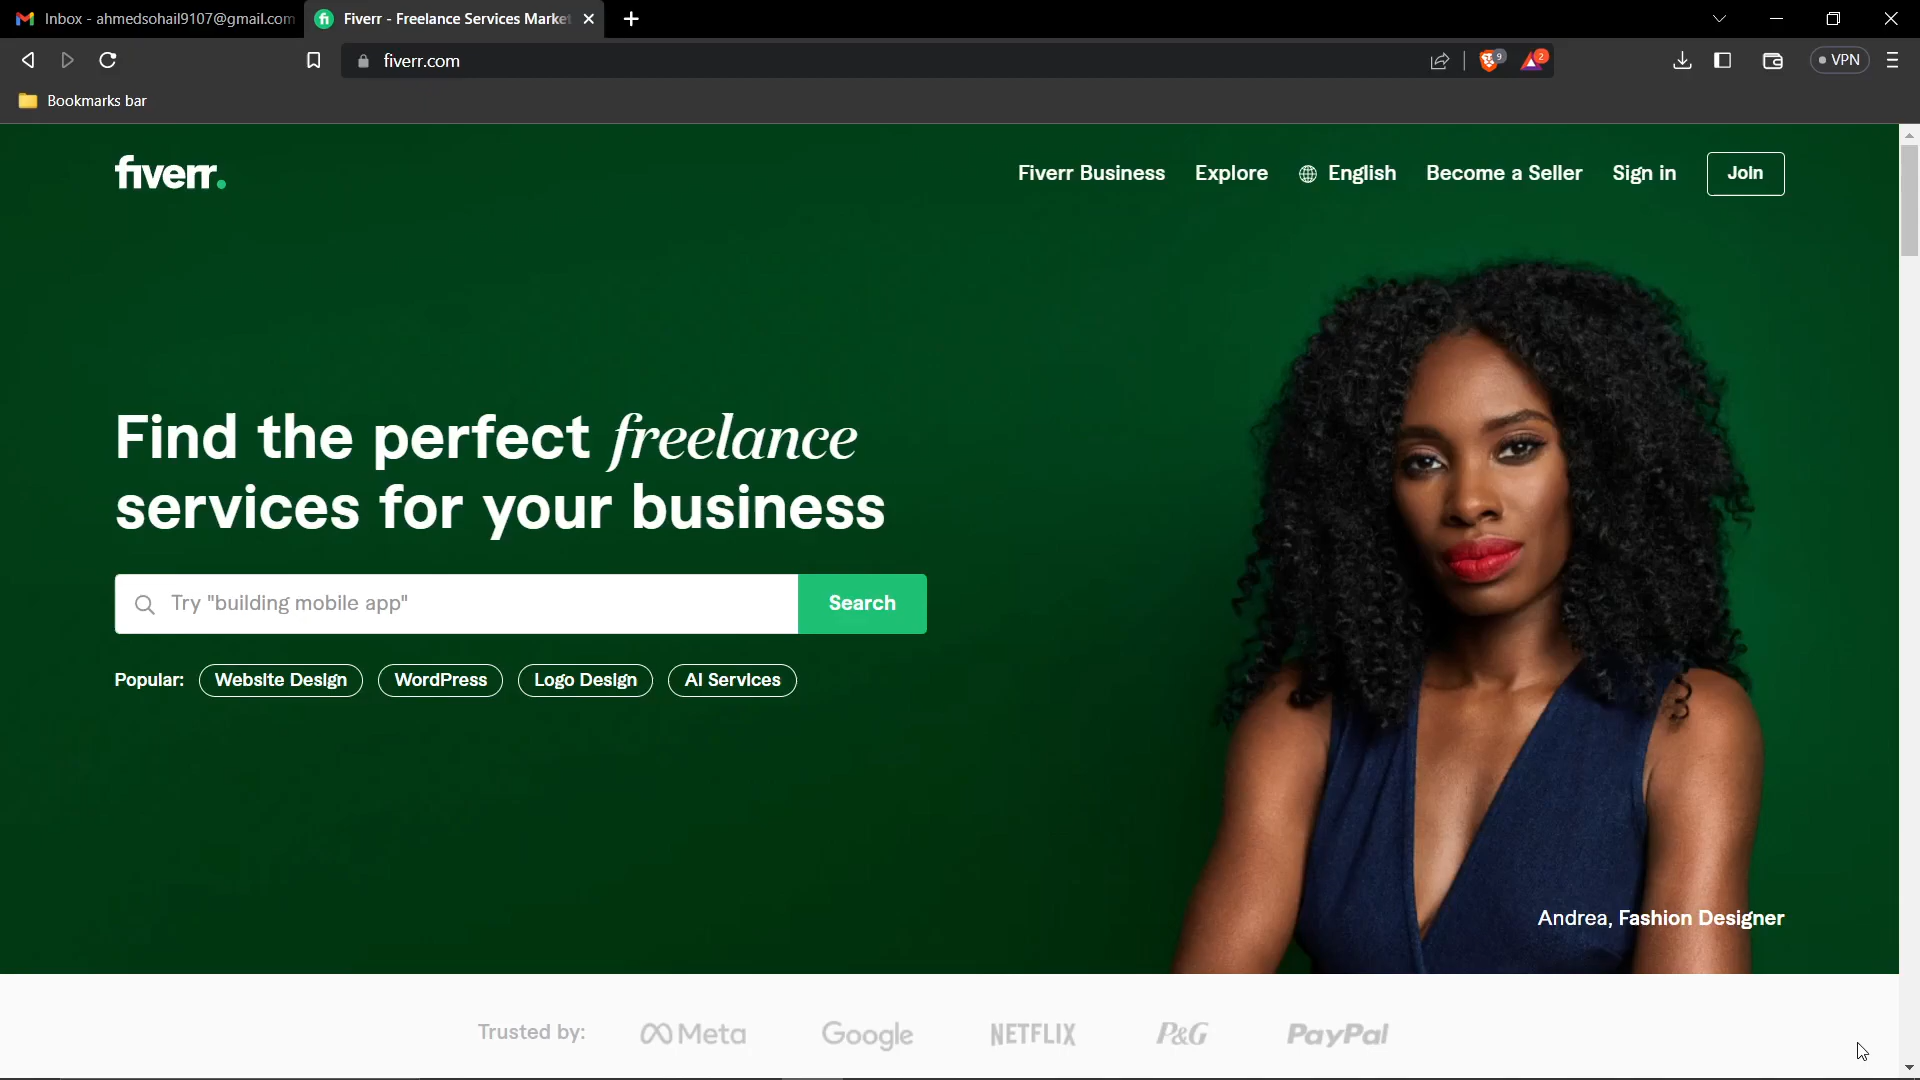 Inbox - ahmedsohail9107@gmail.com
Fiverr - Freelance Services Market
fiverr.com
9
2
VPN
Bookmarks bar
fiverr.
Fiverr Business
Explore
English
Become a Seller
Sign in
Join
Find the perfect freelance
services for your business
Try "building mobile app"
Search
Popular:
Website Design
WordPress
Logo Design
AI Services
Andrea, Fashion Designer
Trusted by:
Meta
Google
NETFLIX
P&G
PayPal